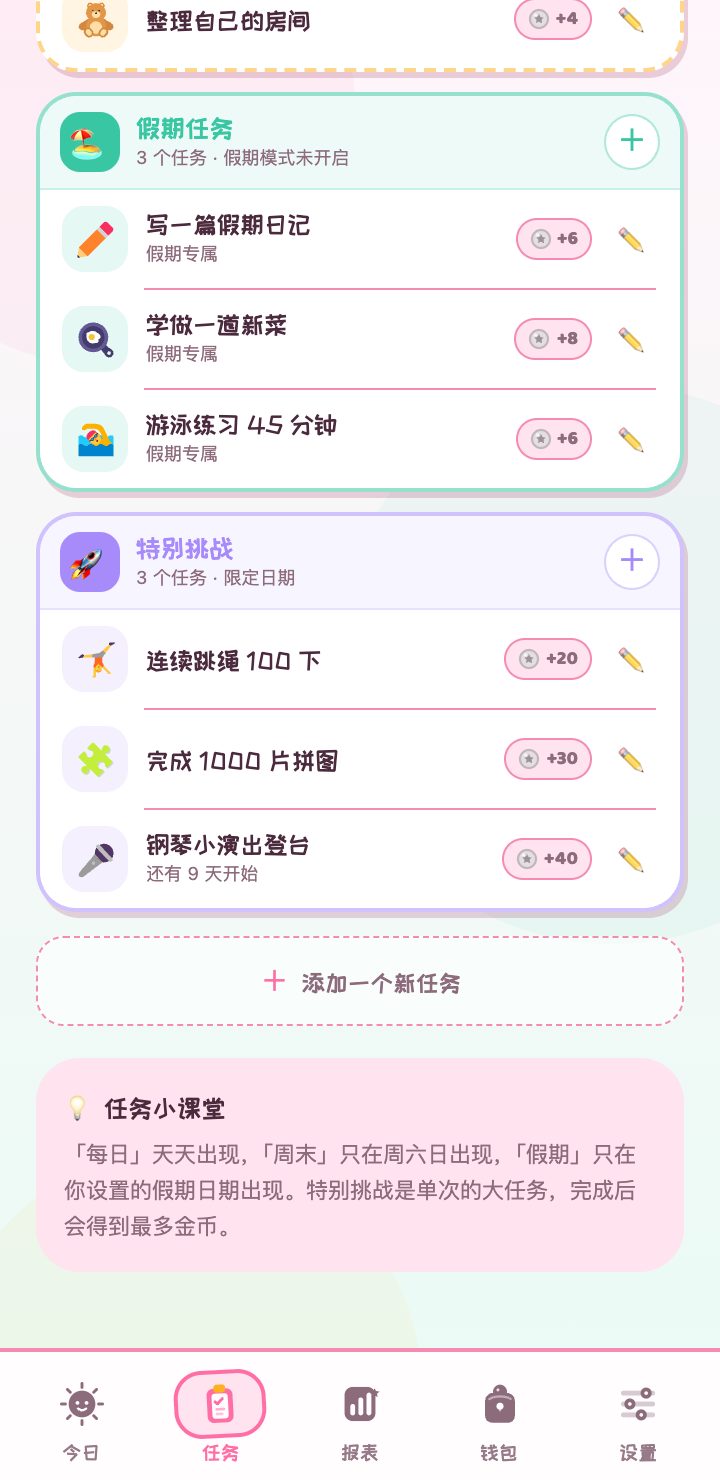 整理自己的房间
+4
假期任务
3 个任务 · 假期模式未开启
写一篇假期日记
假期专属
+6
学做一道新菜
假期专属
+8
游泳练习 45 分钟
假期专属
+6
特别挑战
3 个任务 · 限定日期
连续跳绳 100 下
+20
完成 1000 片拼图
+30
钢琴小演出登台
还有 9 天开始
+40
+ 添加一个新任务
任务小课堂
「每日」天天出现,「周末」只在周六日出现,「假期」只在
你设置的假期日期出现。特别挑战是单次的大任务，完成后
会得到最多金币。
今日
任务
报表
钱包
设置